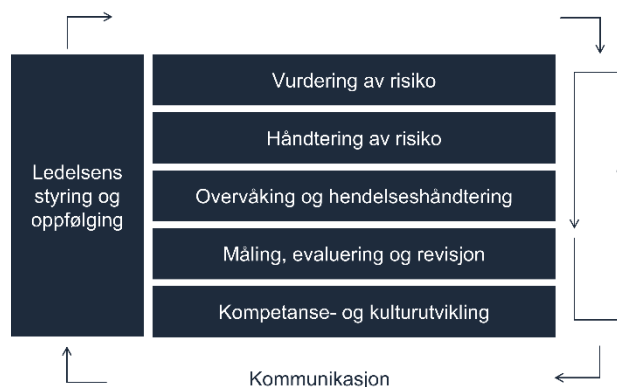 Vurdering av risiko
Håndtering av risiko
Ledelsens
styring og
oppfølging
Overvåking og hendelseshåndtering
Måling, evaluering og revisjon
Kompetanse- og kulturutvikling
Kommunikasjon